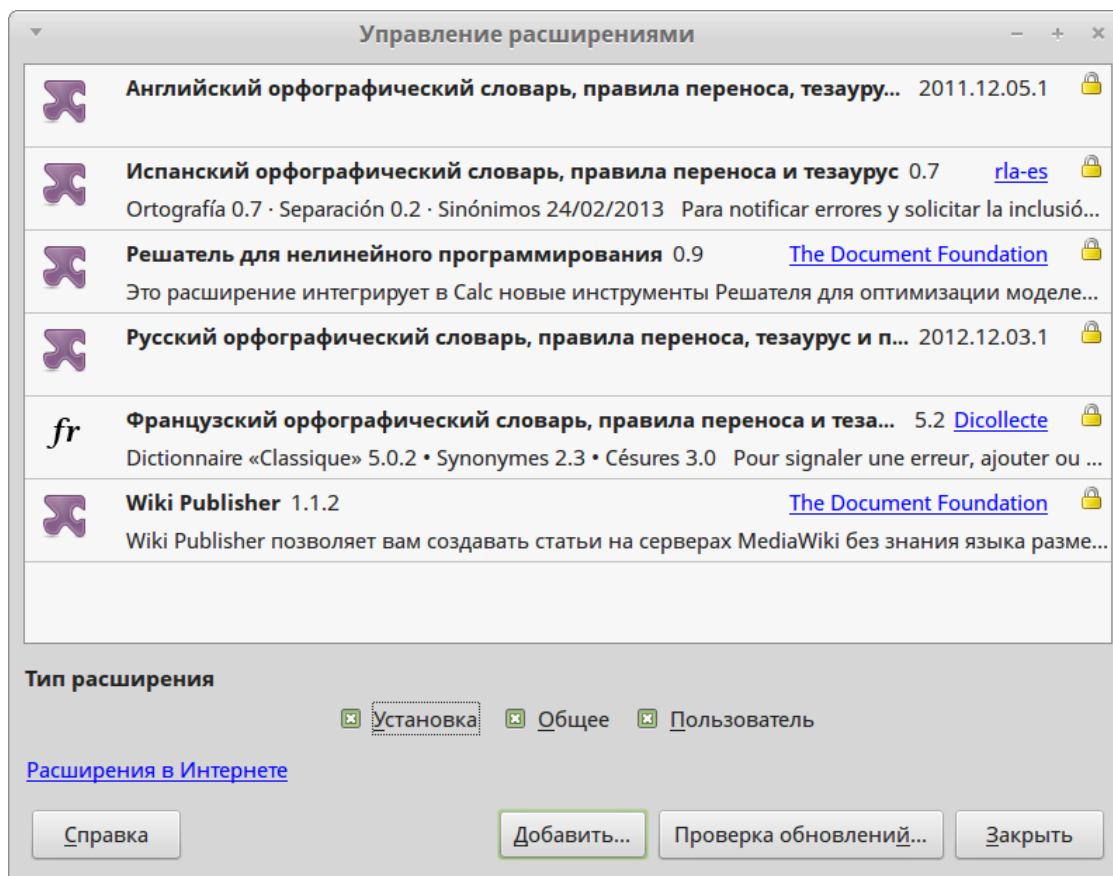 Управление расширениями
Английский орфографический словарь, правила переноса, тезауру... 2011.12.05.1
Испанский орфографический словарь, правила переноса и тезаурус 0.7 rla-es
Ortografía 0.7 · Separación 0.2 · Sinónimos 24/02/2013 Para notificar errores y solicitar la inclusió...
Решатель для нелинейного программирования 0.9 The Document Foundation
Это расширение интегрирует в Calc новые инструменты Решателя для оптимизации моделе...
Русский орфографический словарь, правила переноса, тезаурус и п... 2012.12.03.1
fr Французский орфографический словарь, правила переноса и теза... 5.2 Dicollecte
Dictionnaire «Classique» 5.0.2 • Synonymes 2.3 • Césures 3.0 Pour signaler une erreur, ajouter ou ...
Wiki Publisher 1.1.2 The Document Foundation
Wiki Publisher позволяет вам создавать статьи на серверах MediaWiki без знания языка разме...
Тип расширения
Установка Общее Пользователь
Расширения в Интернете
Справка Добавить... Проверка обновлений... Закрыть